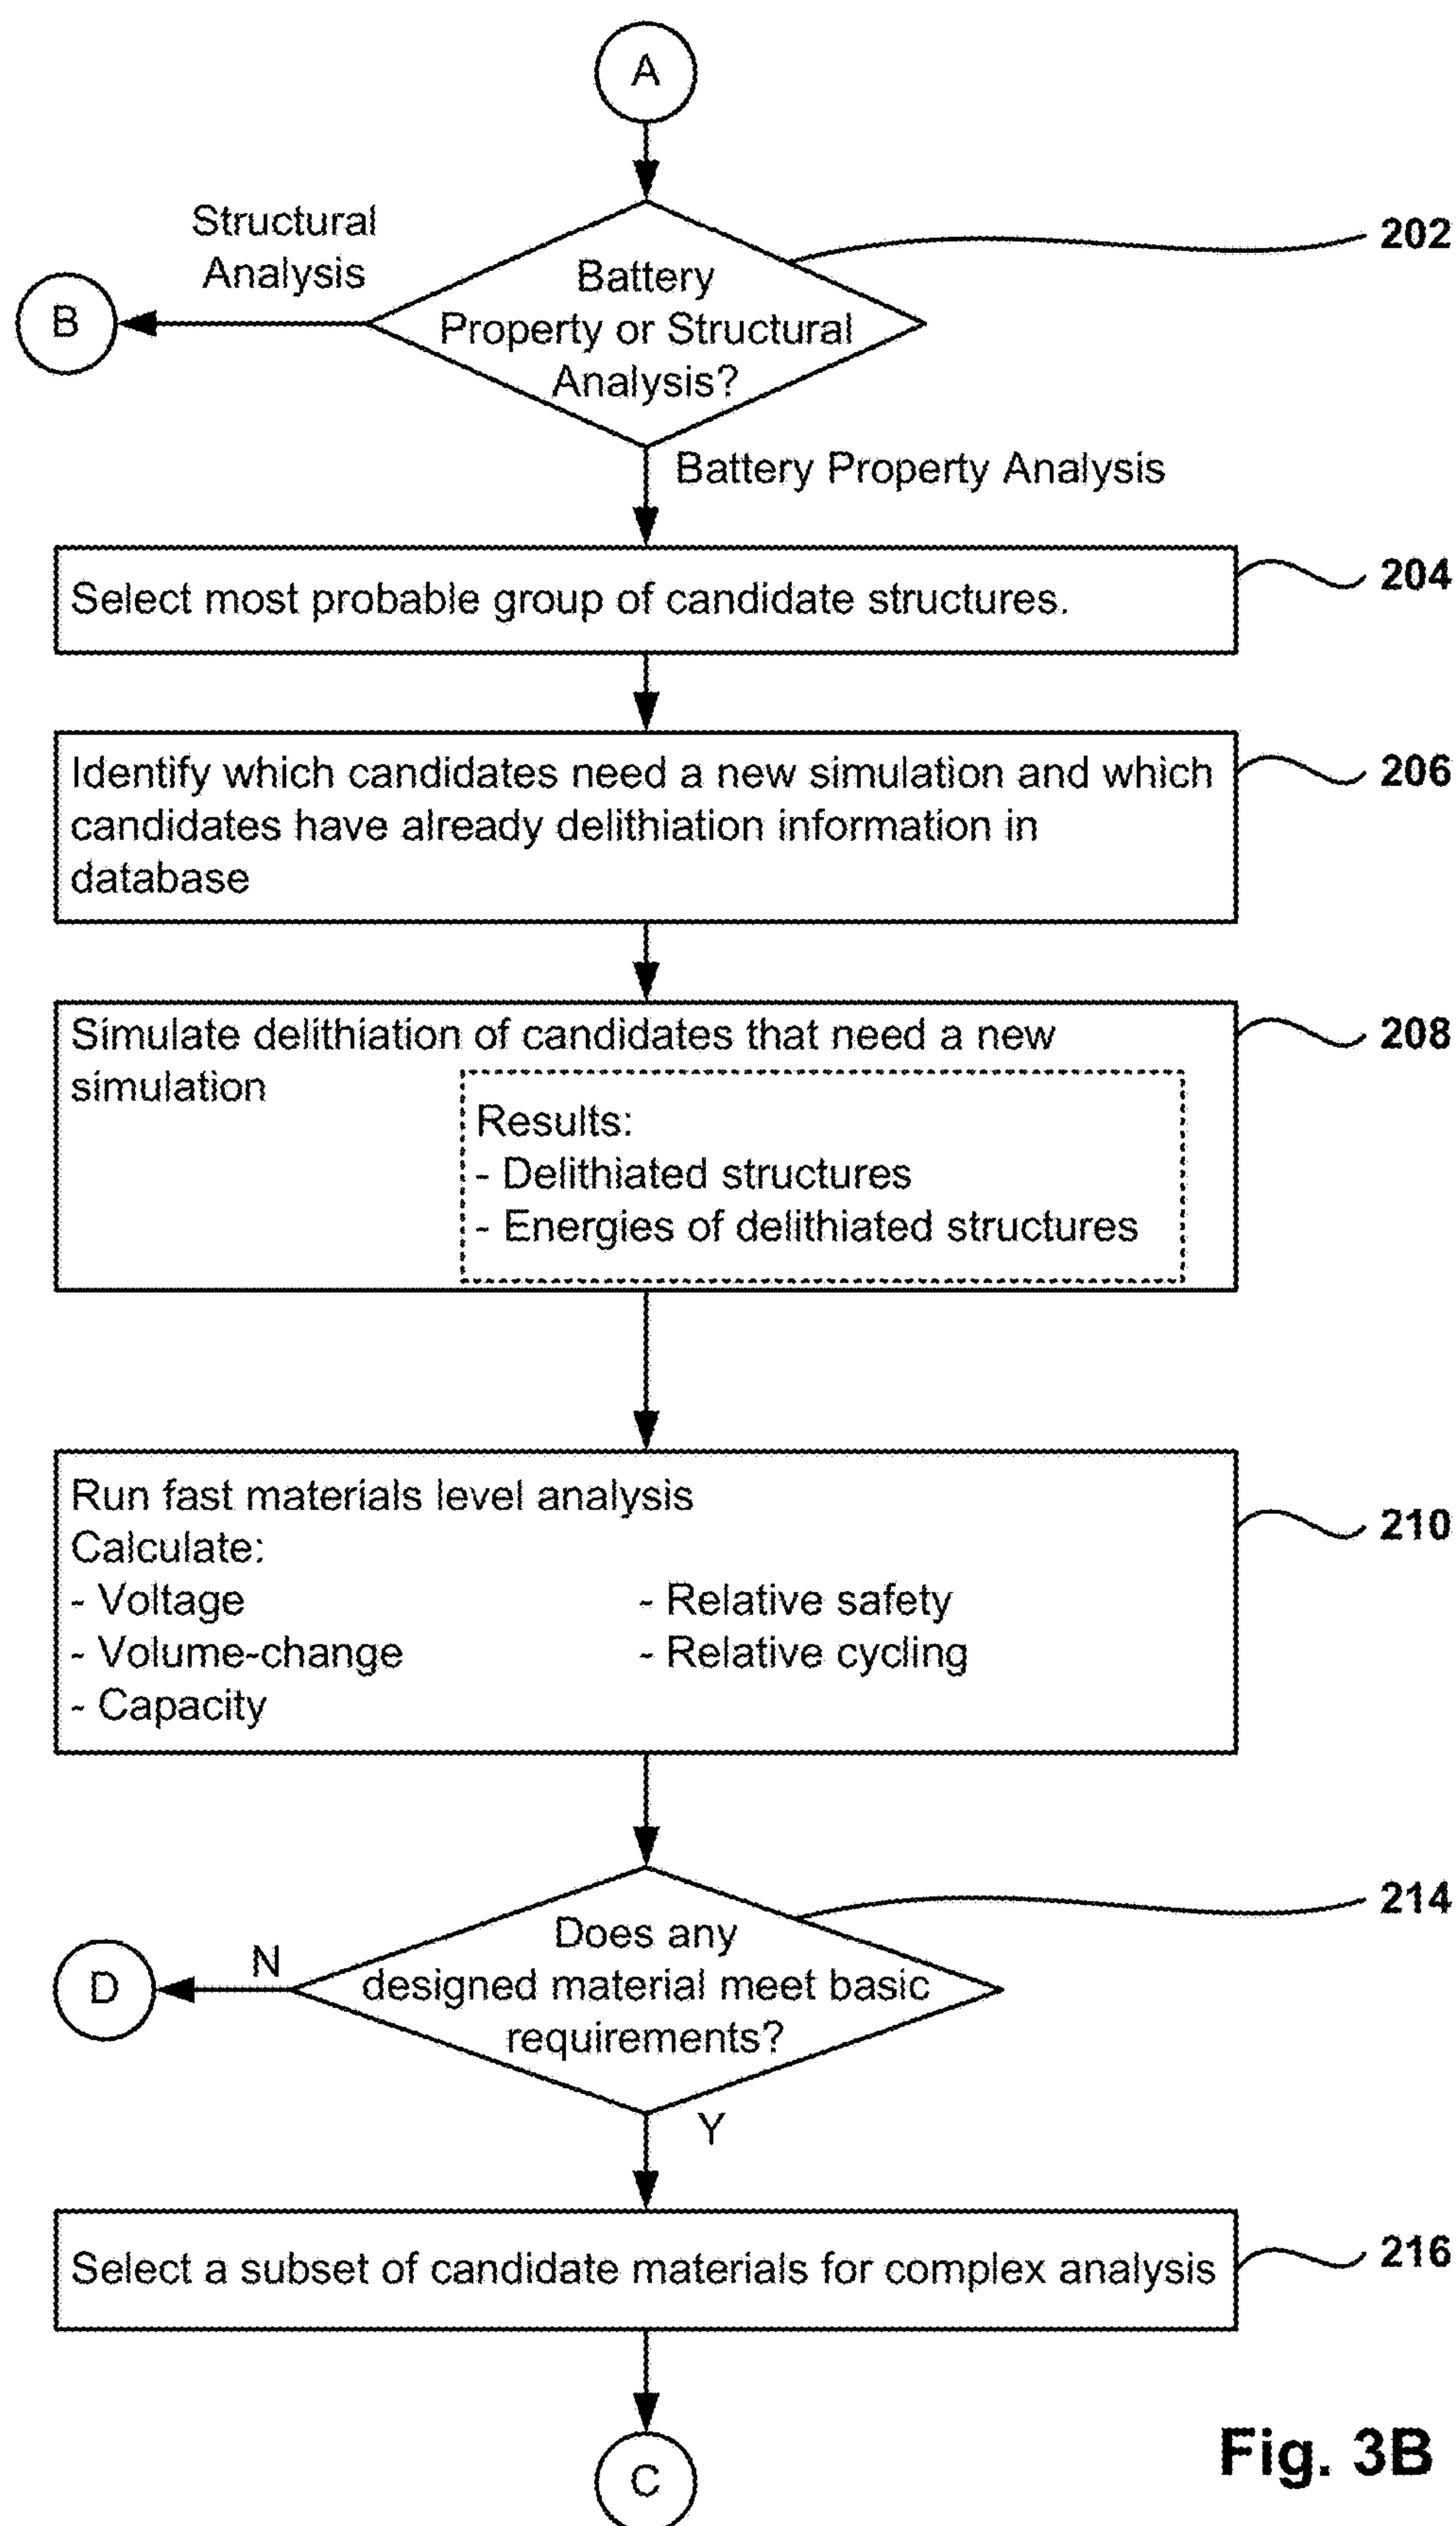 A
Structural
Analysis
202
B
Battery
Property or Structural
Analysis?
Battery Property Analysis
Select most probable group of candidate structures.
204
Identify which candidates need a new simulation and which
candidates have already delithiation information in
database
206
Simulate delithiation of candidates that need a new
simulation
208
Results:
- Delithiated structures
- Energies of delithiated structures
Run fast materials level analysis
Calculate:
- Voltage
- Volume-change
- Capacity
- Relative safety
- Relative cycling
210
214
Does any
designed material meet basic
requirements?
N
D
Y
Select a subset of candidate materials for complex analysis
216
C
Fig. 3B